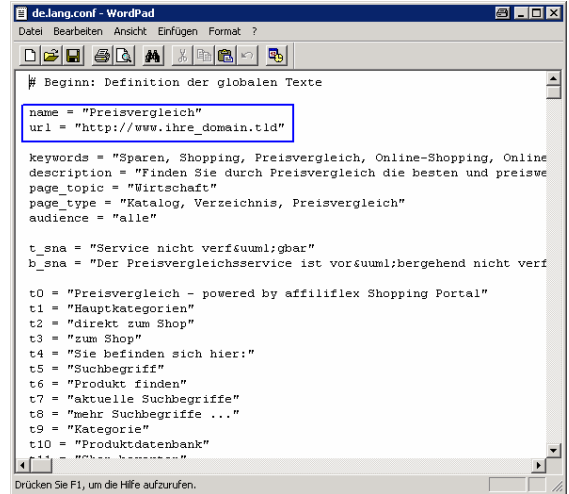 de.lang.conf - WordPad
Datei Bearbeiten Ansicht Einfügen Format ?
# Beginn: Definition der globalen Texte
name = "Preisvergleich"
url = "http://www.ihre_domain.tld"
keywords = "Sparen, Shopping, Preisvergleich, Online-Shopping, Online
description = "Finden Sie durch Preisvergleich die besten und preiswe
page_topic = "Wirtschaft"
page_type = "Katalog, Verzeichnis, Preisvergleich"
audience = "alle"
t_sna = "Service nicht verf&uuml;gbar"
b_sna = "Der Preisvergleichsservice ist vor&uuml;bergehend nicht verf
t0 = "Preisvergleich - powered by affiliflex Shopping Portal"
t1 = "Hauptkategorien"
t2 = "direkt zum Shop"
t3 = "zum Shop"
t4 = "Sie befinden sich hier:"
t5 = "Suchbegriff"
t6 = "Produkt finden"
t7 = "aktuelle Suchbegriffe"
t8 = "mehr Suchbegriffe ..."
t9 = "Kategorie"
t10 = "Produktdatenbank"
Drücken Sie F1, um die Hilfe aufzurufen.